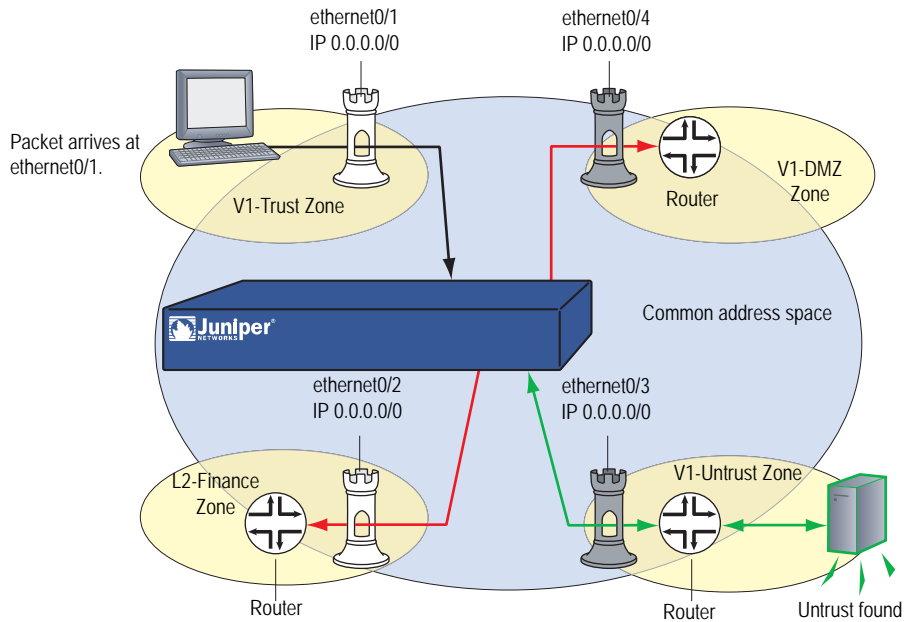 ethernet0/1
IP 0.0.0.0/0
ethernet0/4
IP 0.0.0.0/0
Packet arrives at
ethernet0/1.
V1-Trust Zone
Router
V1-DMZ
Zone
Juniper®
NETWORKS
Common address space
ethernet0/2
IP 0.0.0.0/0
ethernet0/3
IP 0.0.0.0/0
L2-Finance
Zone
V1-Untrust Zone
Router
Router
Untrust found